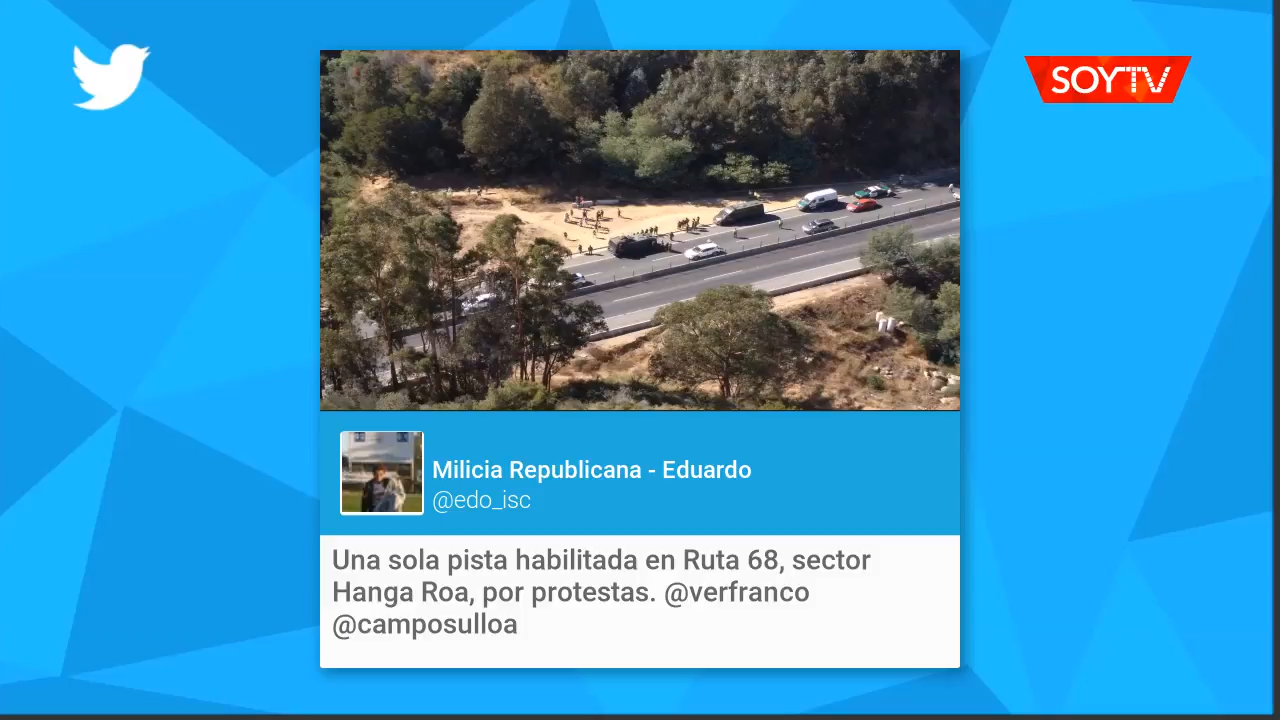 SOYTV
Milicia Republicana - Eduardo
@edo_isc
Una sola pista habilitada en Ruta 68, sector
Hanga Roa, por protestas. @verfranco
@camposulloa